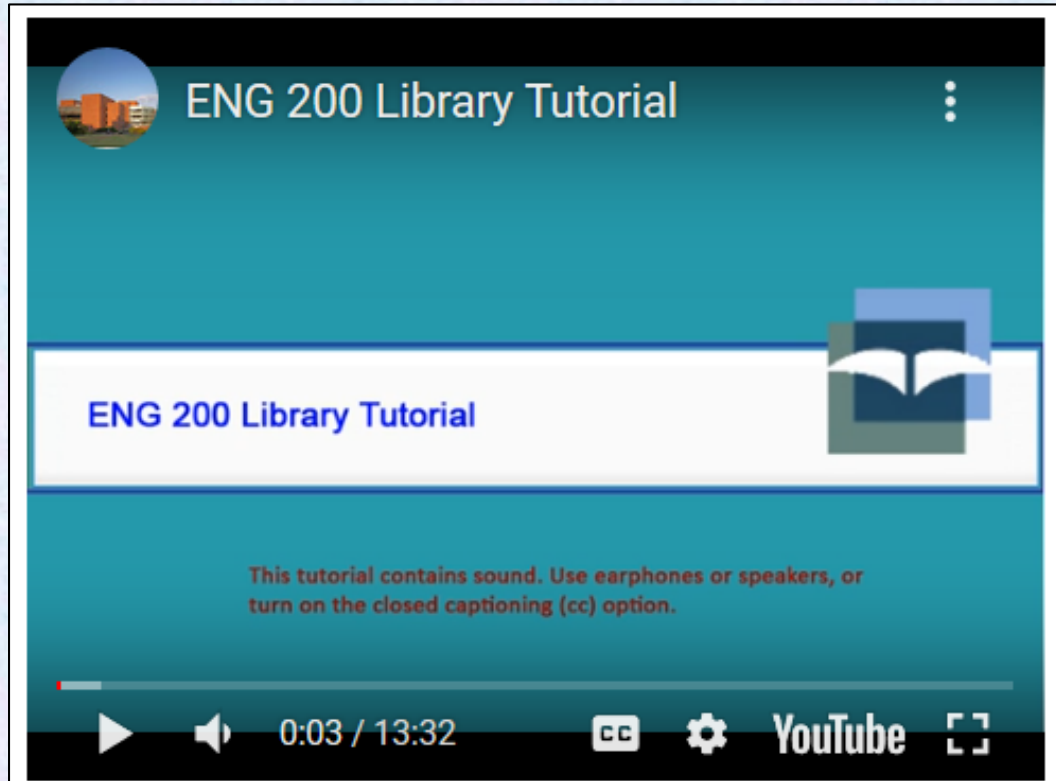 ENG 200 Library Tutorial
ENG 200 Library Tutorial
This tutorial contains sound. Use earphones or speakers, or
turn on the closed captioning (cc) option.
0:03 / 13:32 CC YouTube